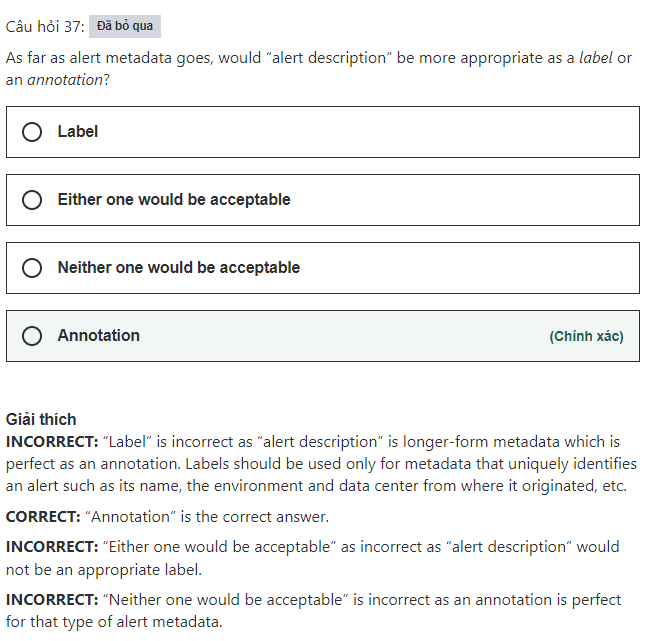 Câu hỏi 37: Đã bỏ qua
As far as alert metadata goes, would “alert description” be more appropriate as a label or
an annotation?
Label
Either one would be acceptable
Neither one would be acceptable
Annotation (Chính xác)
Giải thích
INCORRECT: “Label” is incorrect as “alert description” is longer-form metadata which is
perfect as an annotation. Labels should be used only for metadata that uniquely identifies
an alert such as its name, the environment and data center from where it originated, etc.
CORRECT: “Annotation” is the correct answer.
INCORRECT: “Either one would be acceptable” as incorrect as “alert description” would
not be an appropriate label.
INCORRECT: “Neither one would be acceptable” is incorrect as an annotation is perfect
for that type of alert metadata.